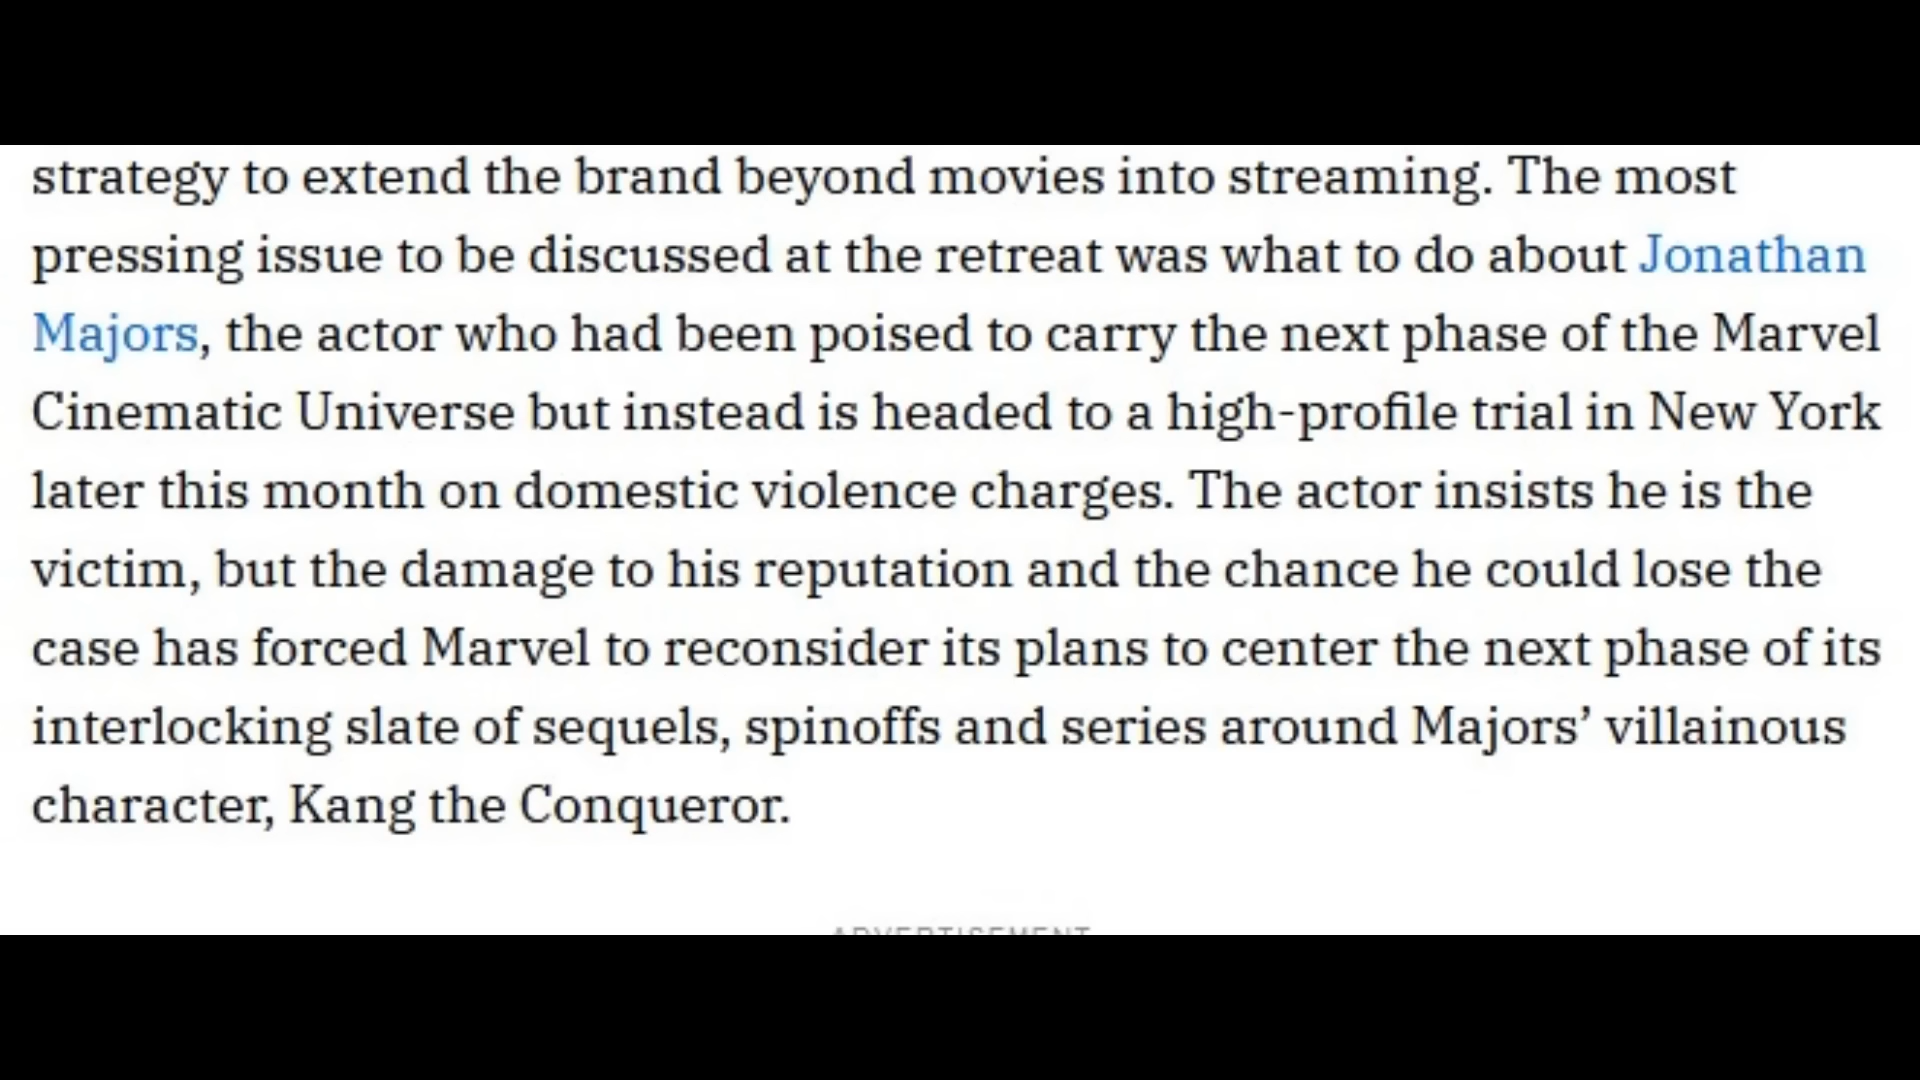 strategy to extend the brand beyond movies into streaming. The most
pressing issue to be discussed at the retreat was what to do about Jonathan
Majors, the actor who had been poised to carry the next phase of the Marvel
Cinematic Universe but instead is headed to a high-profile trial in New York
later this month on domestic violence charges. The actor insists he is the
victim, but the damage to his reputation and the chance he could lose the
case has forced Marvel to reconsider its plans to center the next phase of its
interlocking slate of sequels, spinoffs and series around Majors’ villainous
character, Kang the Conqueror.
ADVERTISEMENT